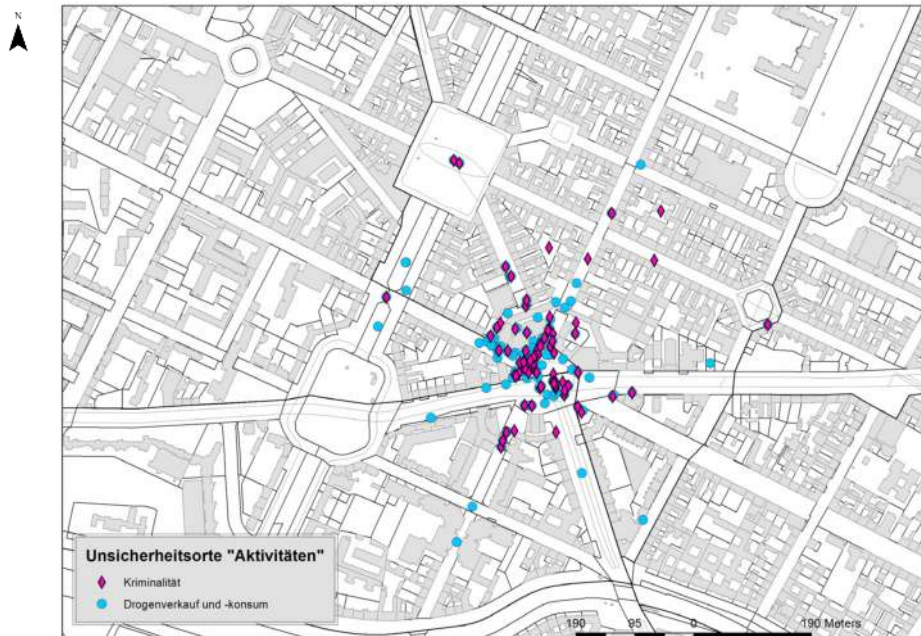 N
Unsicherheitsorte "Aktivitäten"
Kriminalität
Drogenverkauf und -konsum
190 95 0 190 Meters